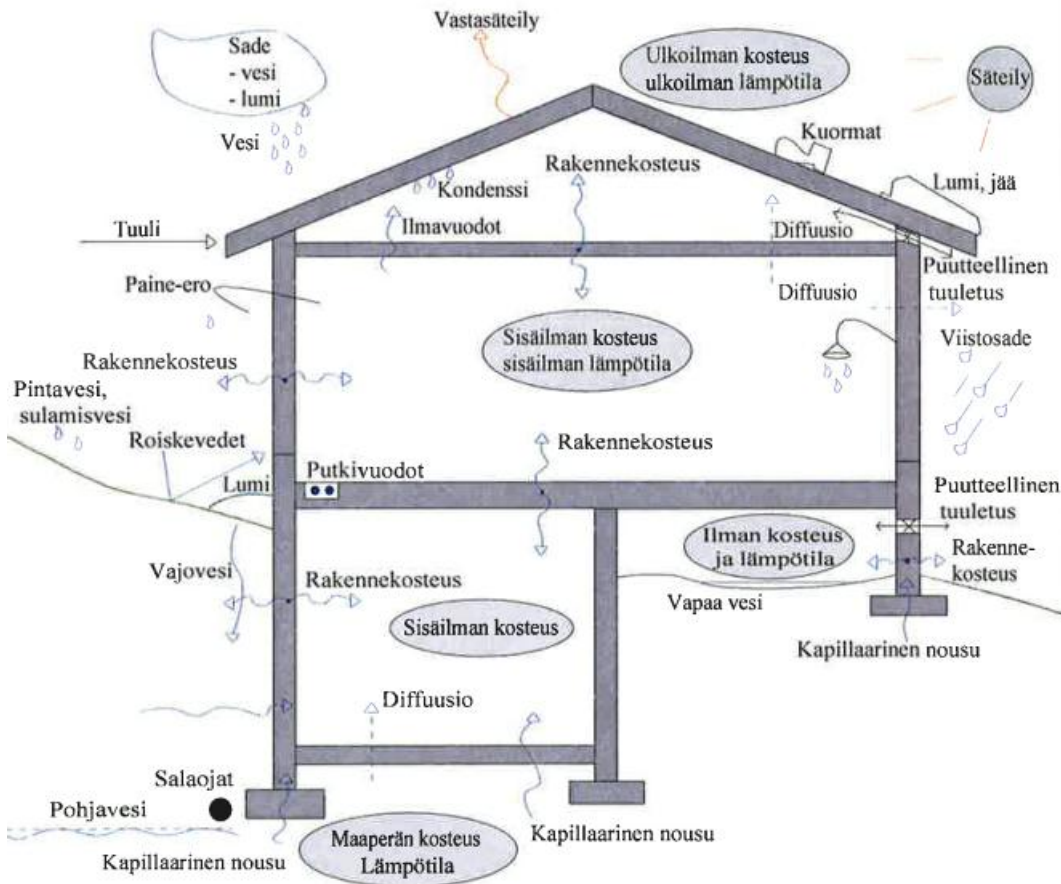 Vastasäteily
Sade
- vesi
- lumi
Ulkoilman kosteus
ulkoilman lämpötila
Säteily
Vesi
Kuormat
Rakennekosteus
Kondenssi
Lumi, jää
Tuuli
Ilmavuodot
Diffuusio
Puutteellinen
tuuletus
Paine-ero
Diffuusio
Sisäilman kosteus
sisäilman lämpötila
Viistosade
Rakennekosteus
Pintavesi,
sulamisvesi
Roiskevedet
Rakennekosteus
Lumi
Putkivuodot
Puutteellinen
tuuletus
Ilman kosteus
ja lämpötila
Vajovesi
Rakennekosteus
Rakenne-
kosteus
Vapaa vesi
Sisäilman kosteus
Kapillaarinen nousu
Diffuusio
Salaojat
Pohjavesi
Maaperän kosteus
Lämpötila
Kapillaarinen nousu
Kapillaarinen nousu